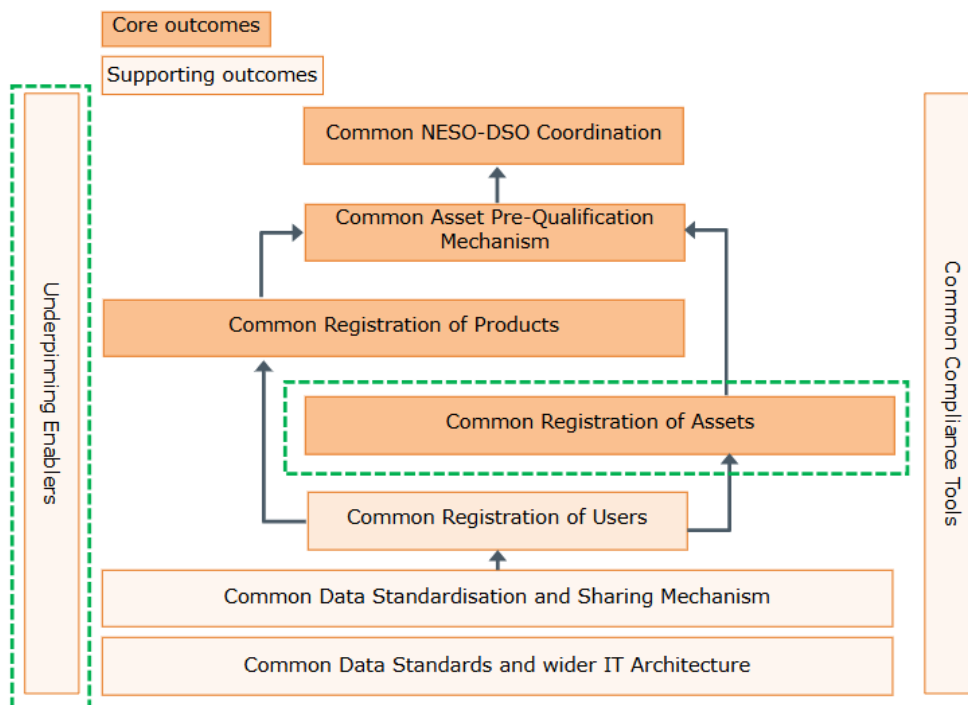 Core outcomes
Supporting outcomes
Common NESO-DSO Coordination
Common Asset Pre-Qualification
Mechanism
Common Registration of Products
Common Registration of Assets
Common Registration of Users
Common Data Standardisation and Sharing Mechanism
Common Data Standards and wider IT Architecture
Underpinning Enablers
Common Compliance Tools